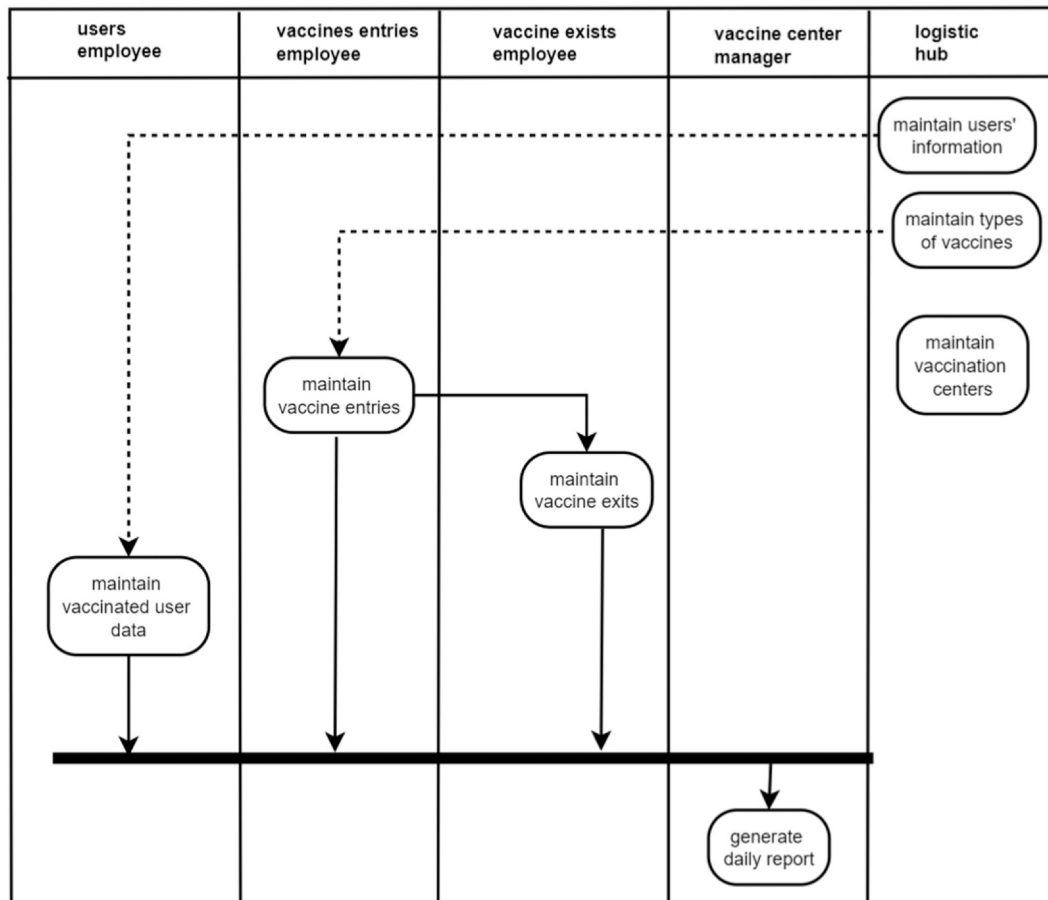 users
employee
vaccines entries
employee
vaccine exists
employee
vaccine center
manager
logistic
hub
maintain users'
information
maintain types
of vaccines
maintain
vaccination
centers
maintain
vaccine entries
maintain
vaccine exits
maintain
vaccinated user
data
generate
daily report